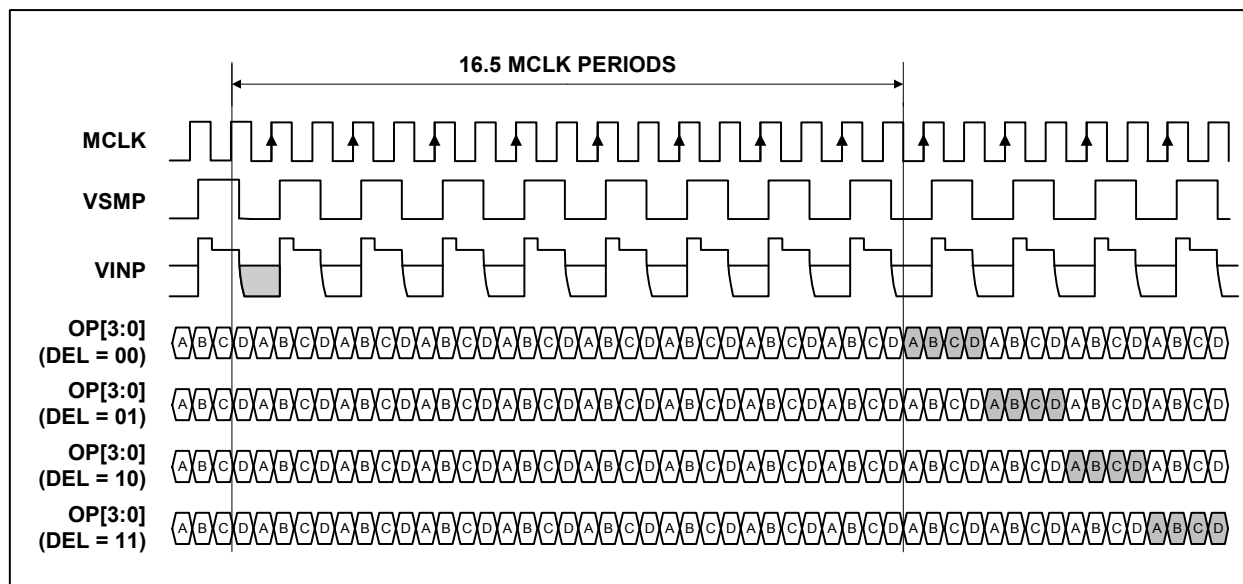 16.5 MCLK PERIODS
MCLK
VSMP
VINP
OP[3:0]
(DEL = 00)
A B C D A B C D A B C D A B C D A B C D A B C D A B C D A B C D A B C D A B C D A B C D A B C D A B C D
OP[3:0]
(DEL = 01)
A B C D A B C D A B C D A B C D A B C D A B C D A B C D A B C D A B C D A B C D A B C D A B C D A B C D
OP[3:0]
(DEL = 10)
A B C D A B C D A B C D A B C D A B C D A B C D A B C D A B C D A B C D A B C D A B C D A B C D A B C D
OP[3:0]
(DEL = 11)
A B C D A B C D A B C D A B C D A B C D A B C D A B C D A B C D A B C D A B C D A B C D A B C D A B C D